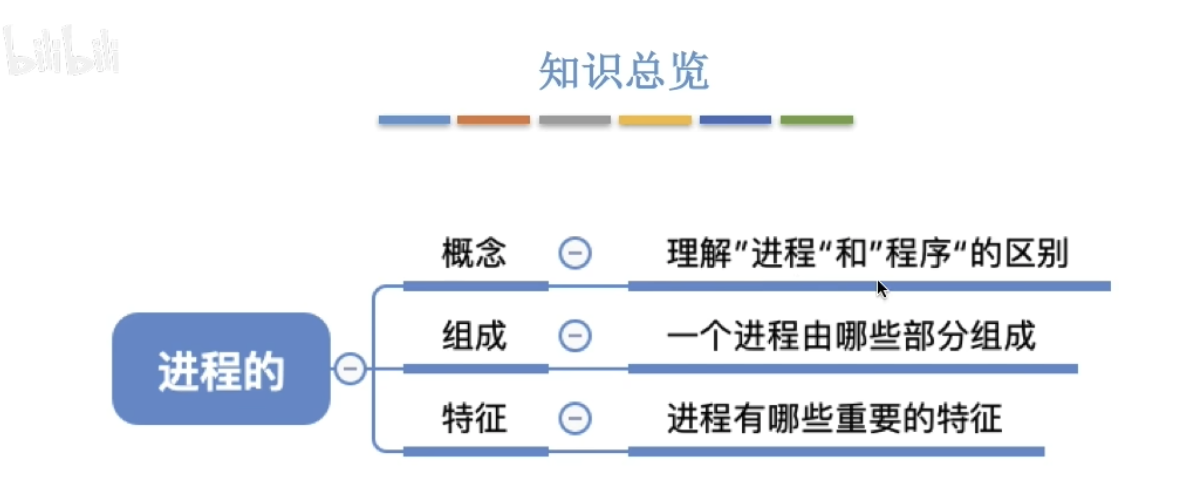 bilibili
知识总览
概念
理解”进程“和”程序“的区别
进程的
组成
一个进程由哪些部分组成
特征
进程有哪些重要的特征